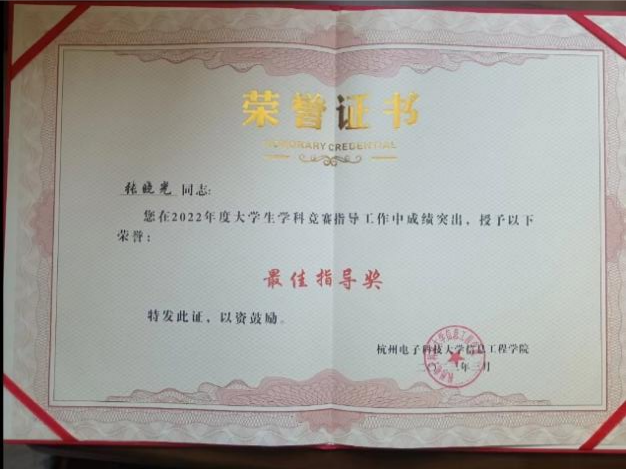 荣誉证书
HONORARY CREDENTIAL
张晓光 同志:
您在2022年度大学生学科竞赛指导工作中成绩突出，授予以下
荣誉：
最佳指导奖
特发此证，以资鼓励。
杭州电子科技大学信息工程学院
年 月